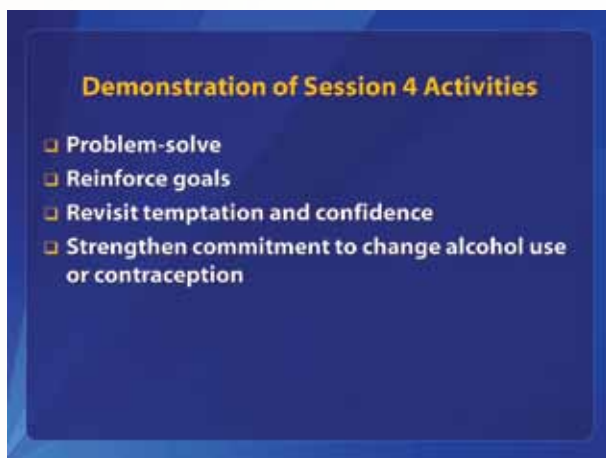 Demonstration of Session 4 Activities
Problem-solve
Reinforce goals
Revisit temptation and confidence
Strengthen commitment to change alcohol use
or contraception